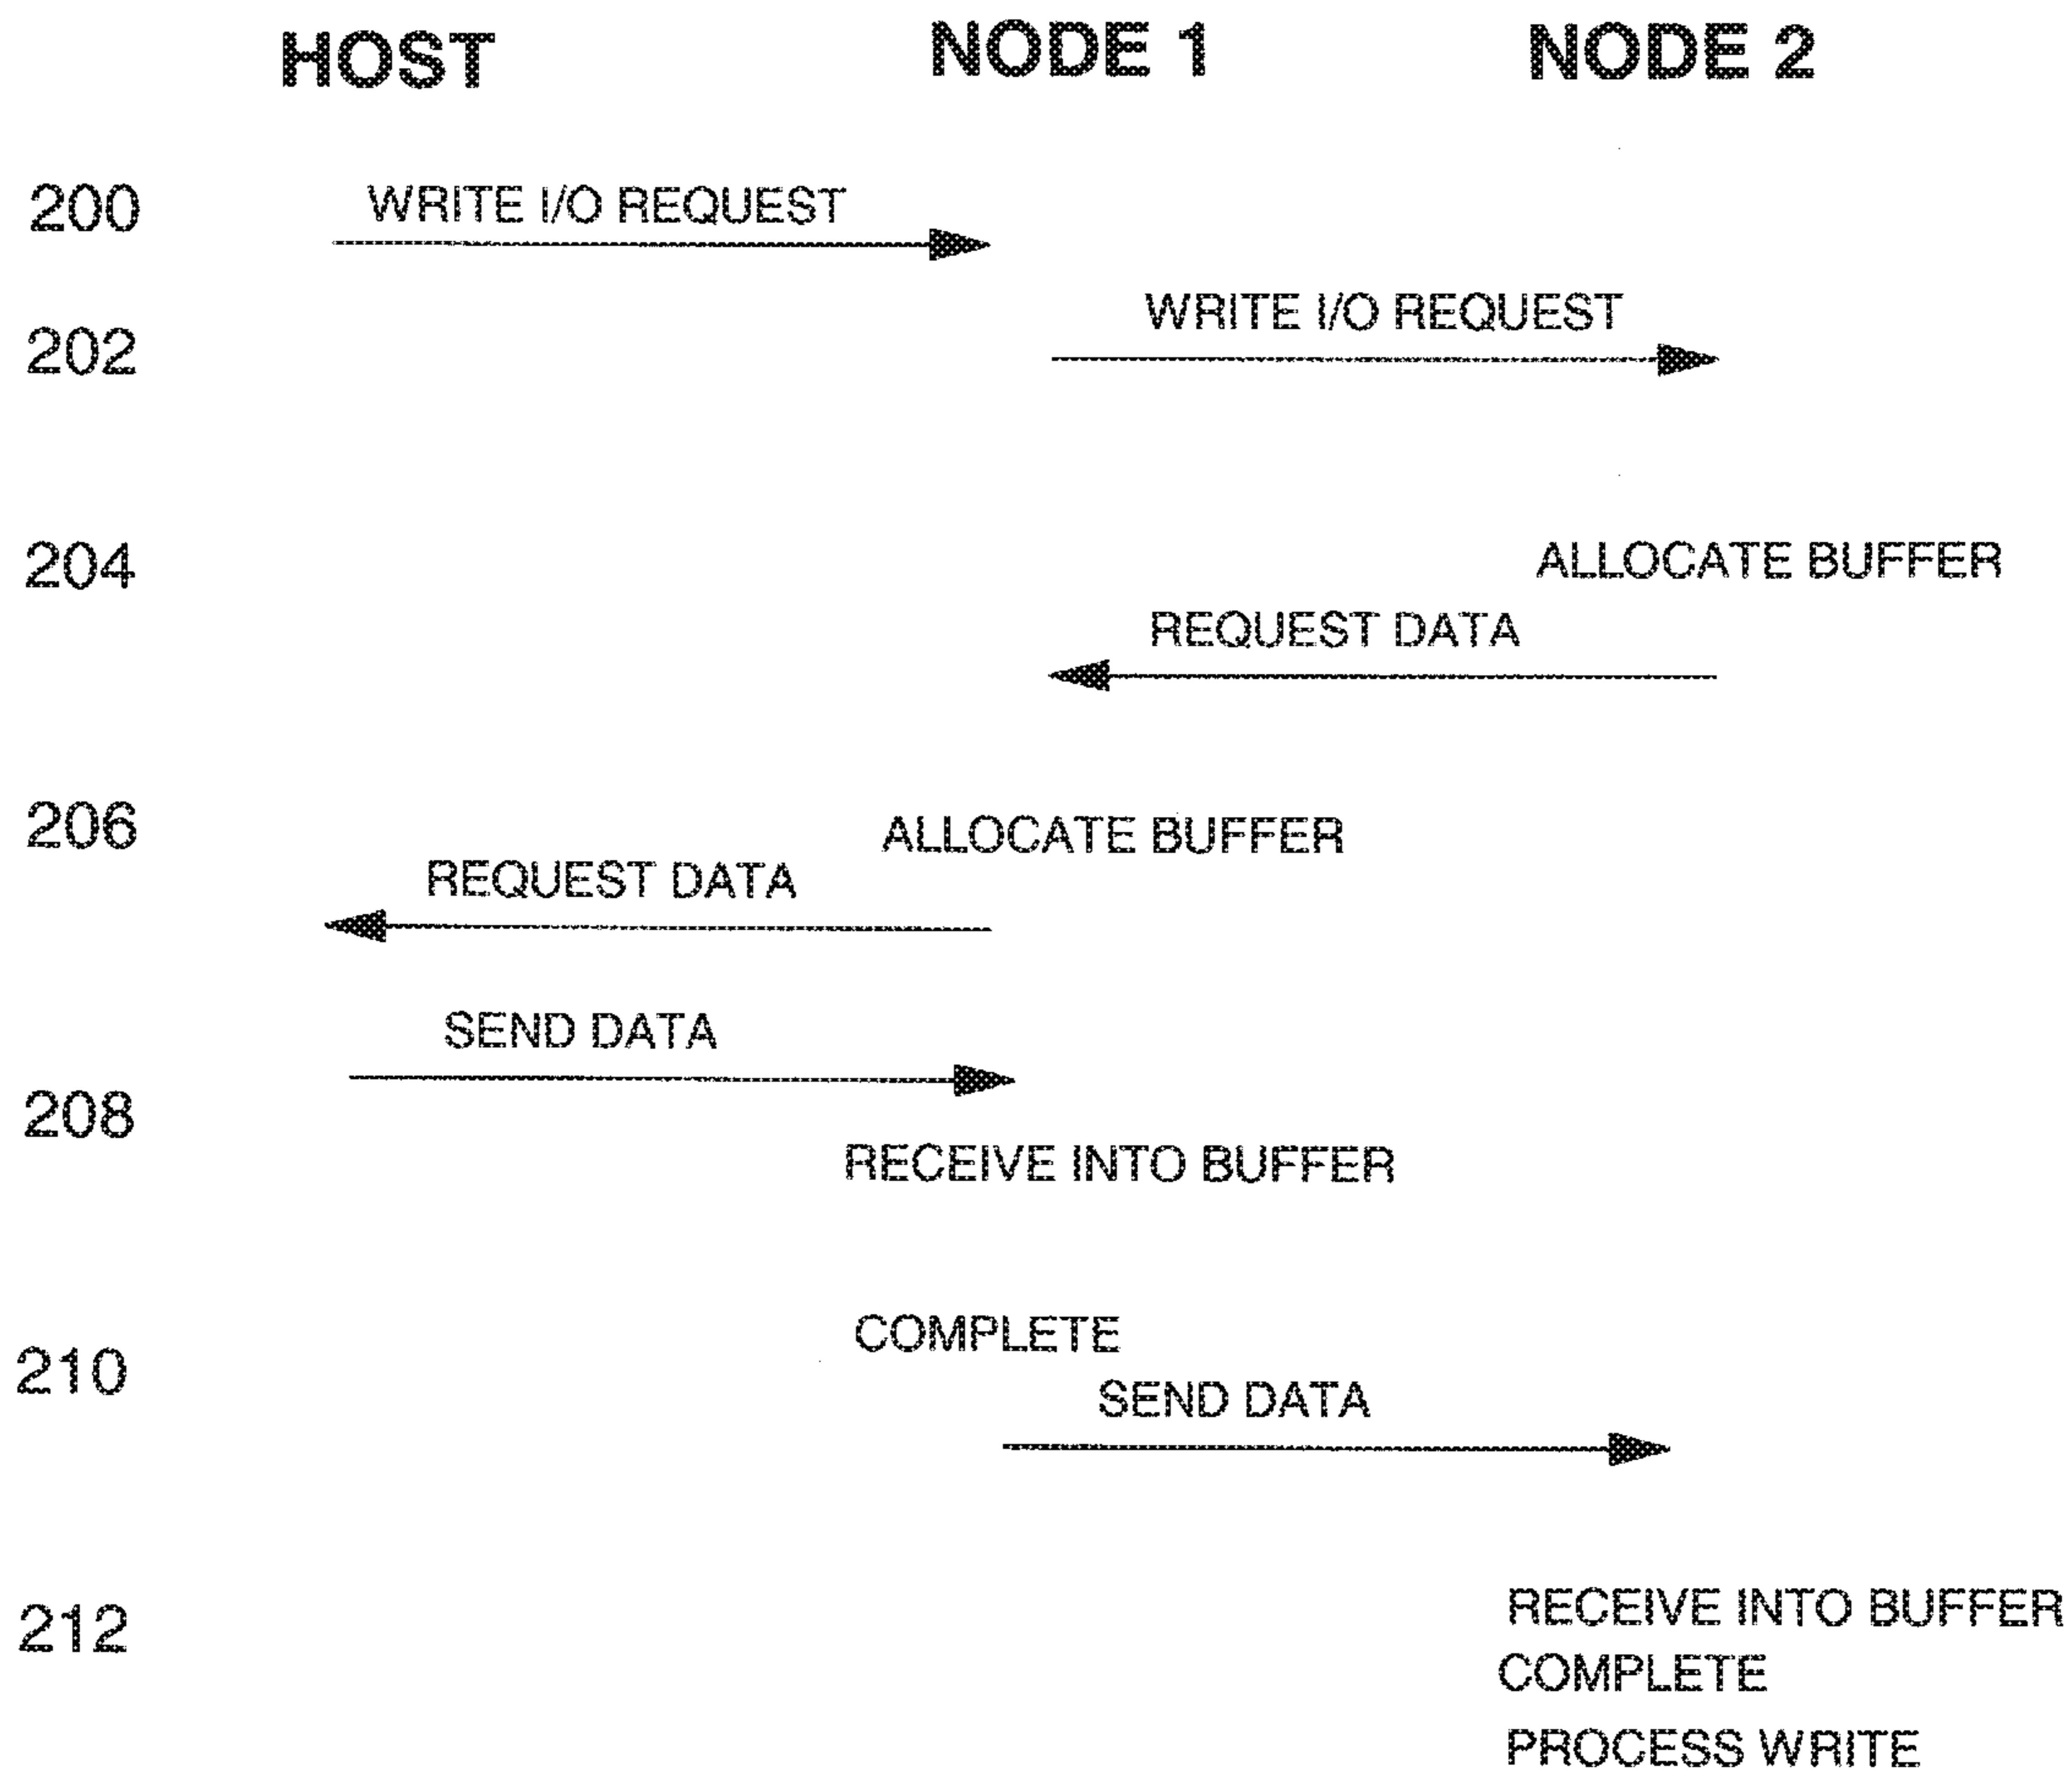 HOST NODE 1 NODE 2
200 WRITE I/O REQUEST
WRITE I/O REQUEST
202
204 ALLOCATE BUFFER
REQUEST DATA
206 ALLOCATE BUFFER
REQUEST DATA
SEND DATA
208
RECEIVE INTO BUFFER
COMPLETE
210
SEND DATA
RECEIVE INTO BUFFER
212
COMPLETE
PROCESS WRITE